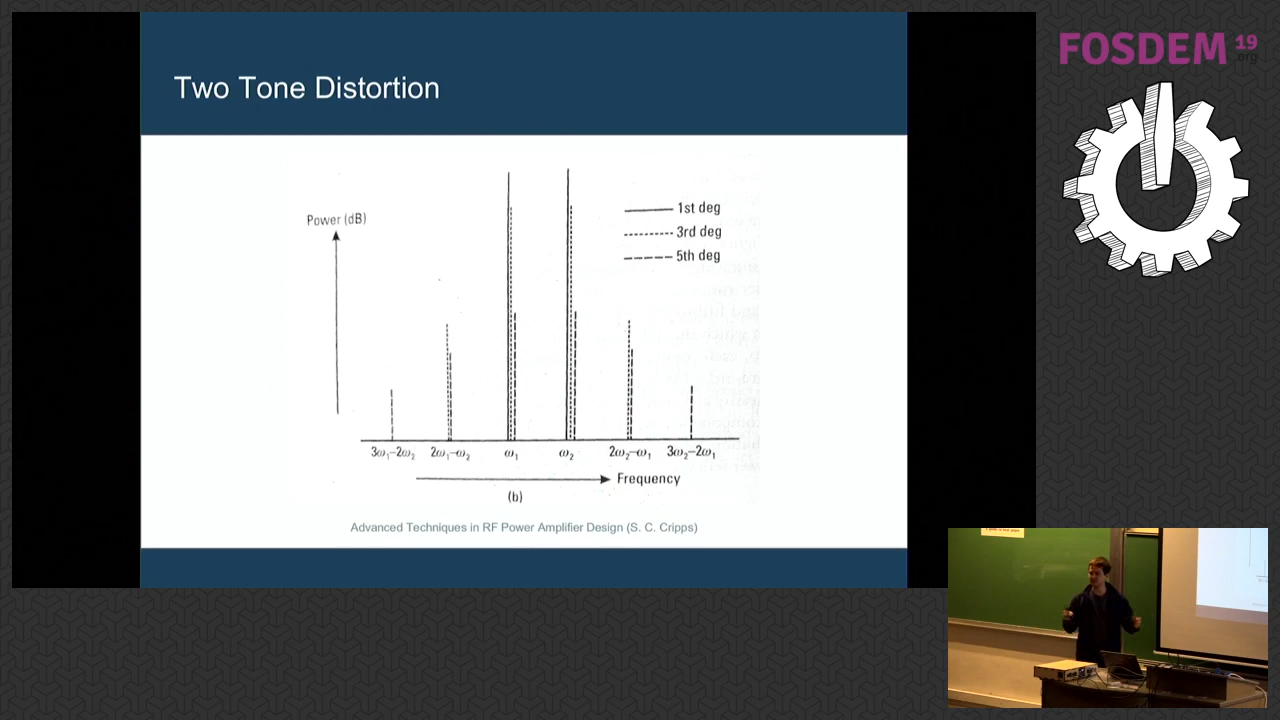 FOSDEM 19
.org
Two Tone Distortion
Power (dB)
1st deg
3rd deg
5th deg
3ω₁−2ω₂ 2ω₁−ω₂ ω₁ ω₂ 2ω₂−ω₁ 3ω₂−2ω₁
Frequency
(b)
Advanced Techniques in RF Power Amplifier Design (S. C. Cripps)